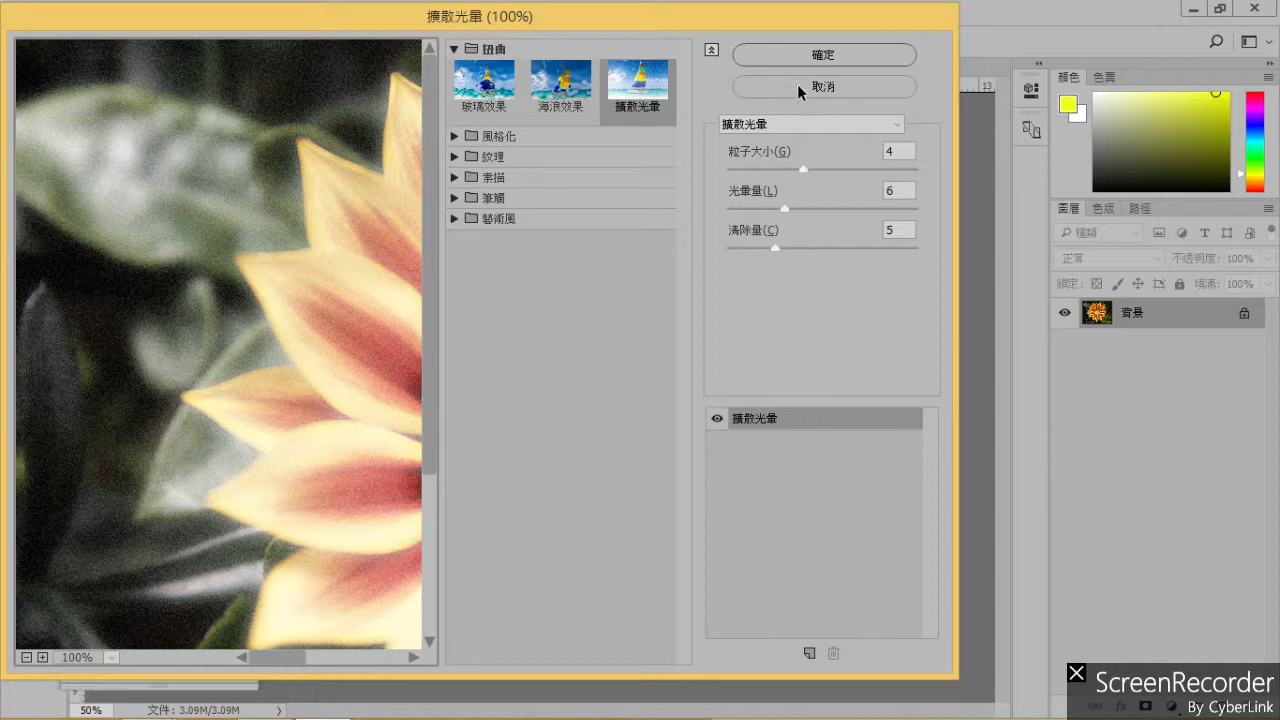 擴散光暈 (100%)
扭曲
玻璃效果
海浪效果
擴散光暈
風格化
紋理
素描
筆觸
藝術風
確定
取消
擴散光暈
粒子大小(G)
4
光暈量(L)
6
清除量(C)
5
擴散光暈
100%
13
顏色
色票
圖層
色版
路徑
種類
正常
不透明度:
100%
鎖定:
填滿:
100%
背景
9
50%
文件: 3.09M/3.09M
ScreenRecorder
By CyberLink